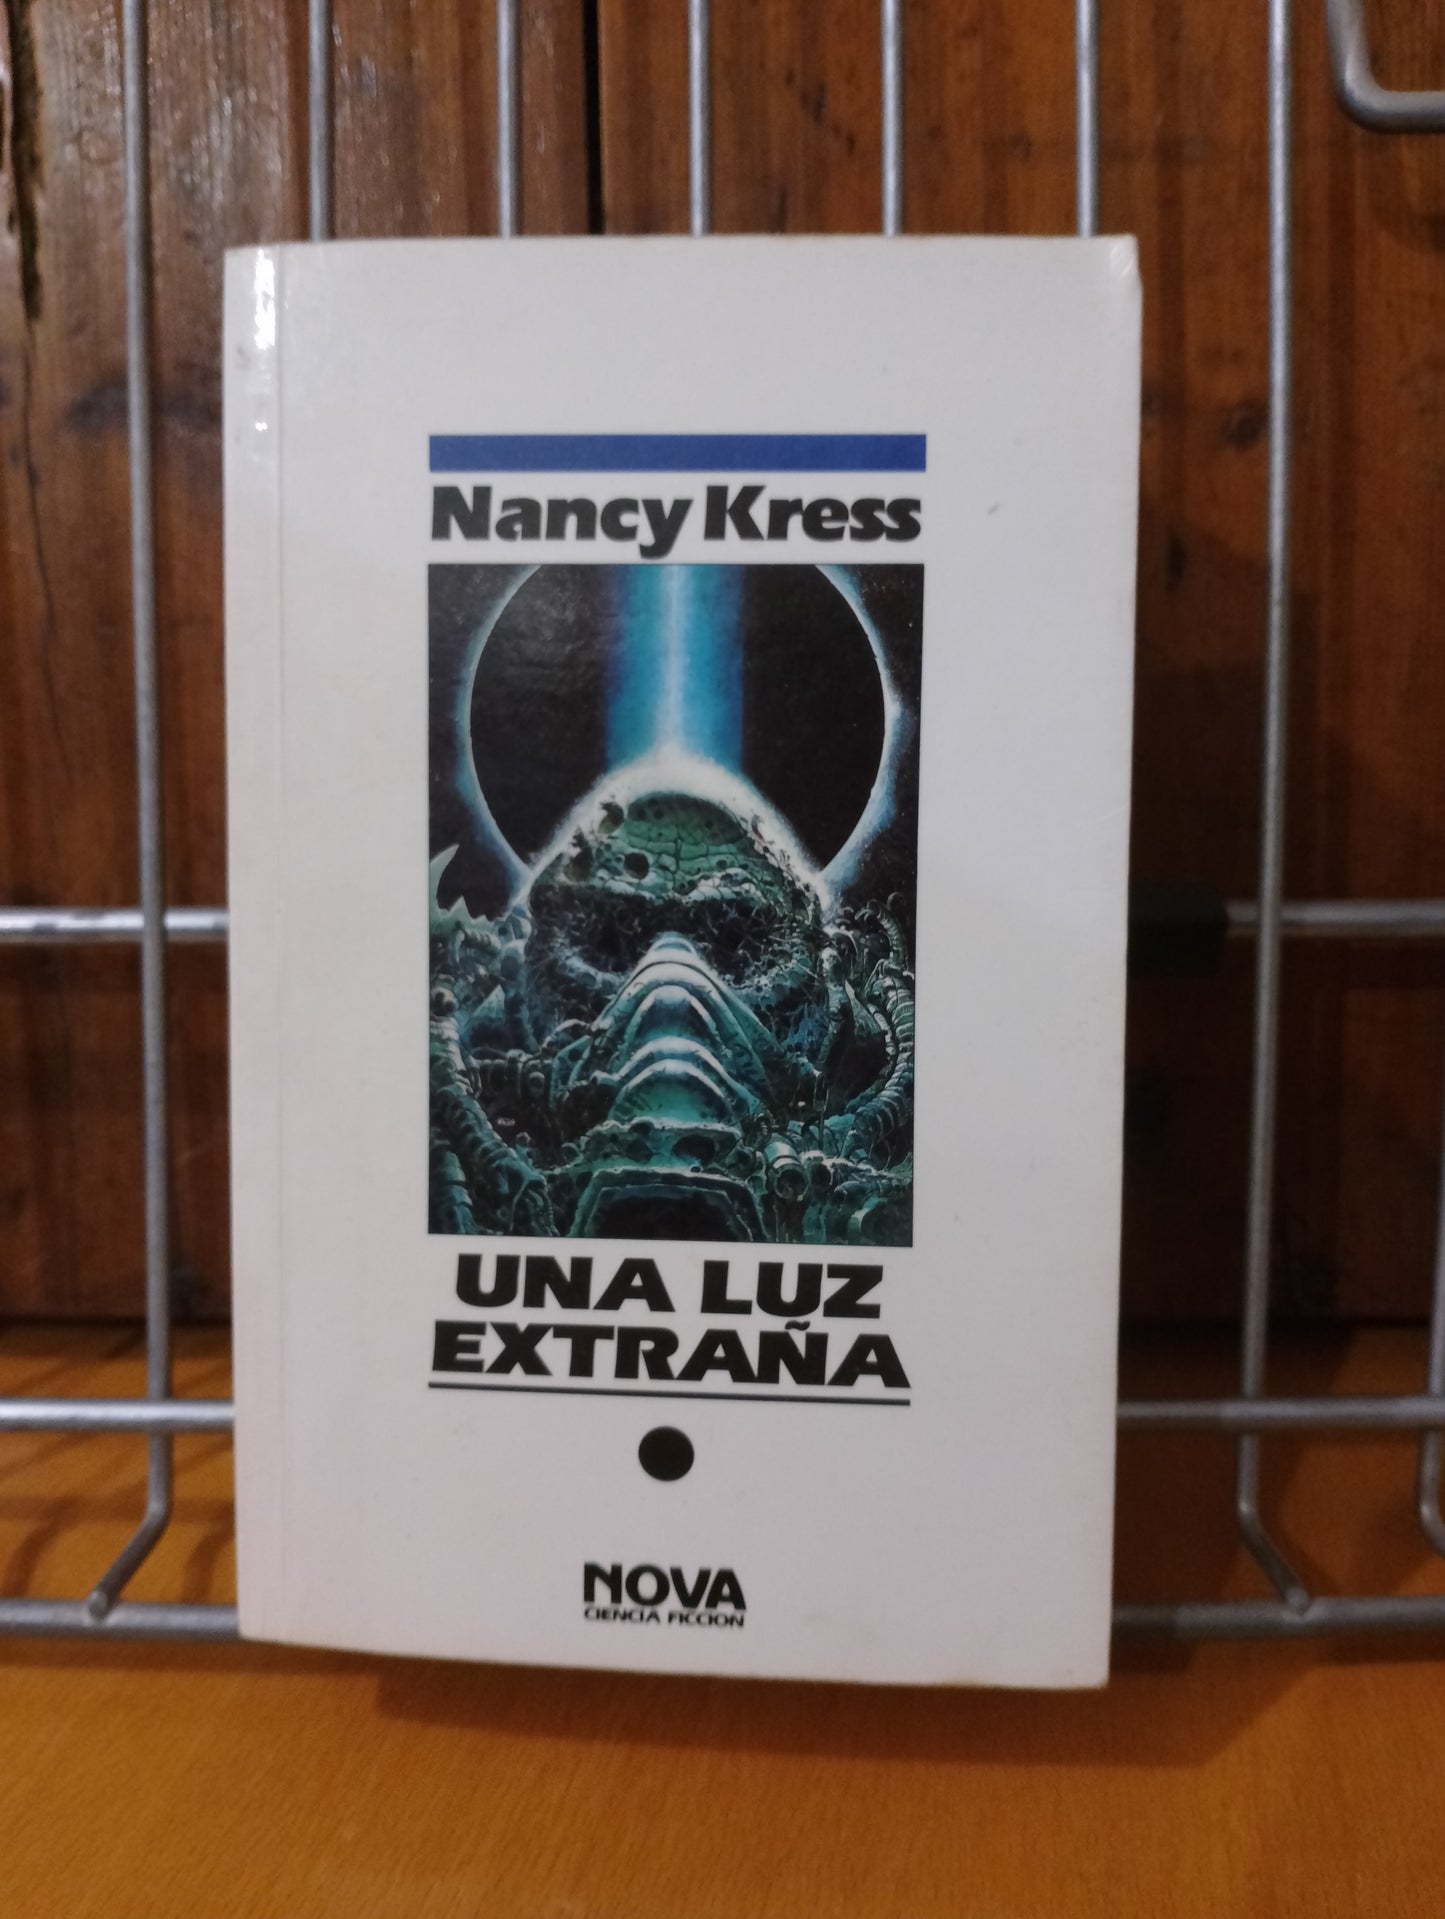 Nancy Kress
UNA LUZ
EXTRAÑA
NOVA
CIENCIA FICCION